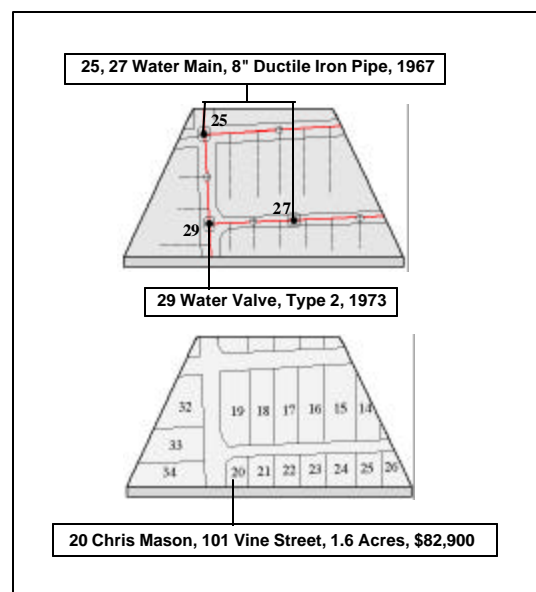 25, 27 Water Main, 8" Ductile Iron Pipe, 1967
25
27
29
29 Water Valve, Type 2, 1973
32 19 18 17 16 15 14
33
34 20 21 22 23 24 25 26
20 Chris Mason, 101 Vine Street, 1.6 Acres, $82,900